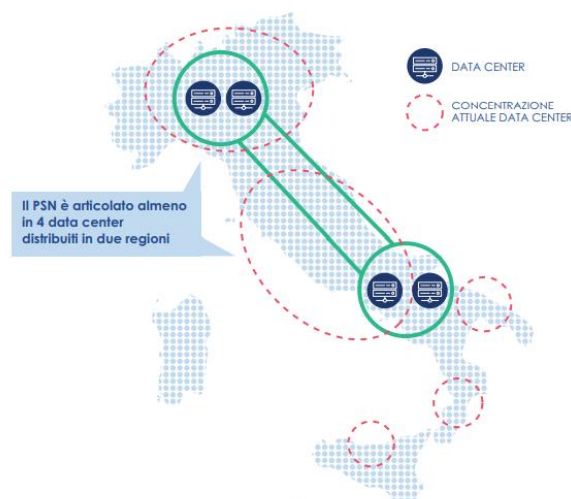 DATA CENTER
CONCENTRAZIONE
ATTUALE DATA CENTER
Il PSN è articolato almeno
in 4 data center
distribuiti in due regioni